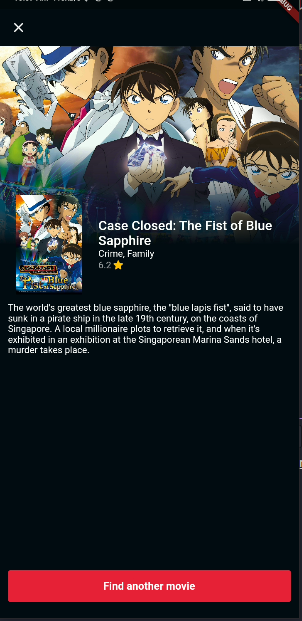 Case Closed: The Fist of Blue
Sapphire
Crime, Family
6.2
The world's greatest blue sapphire, the "blue lapis fist", said to have
sunk in a pirate ship in the late 19th century, on the coasts of
Singapore. A local millionaire plots to retrieve it, and when it's
exhibited in an exhibition at the Singaporean Marina Sands hotel, a
murder takes place.
Find another movie